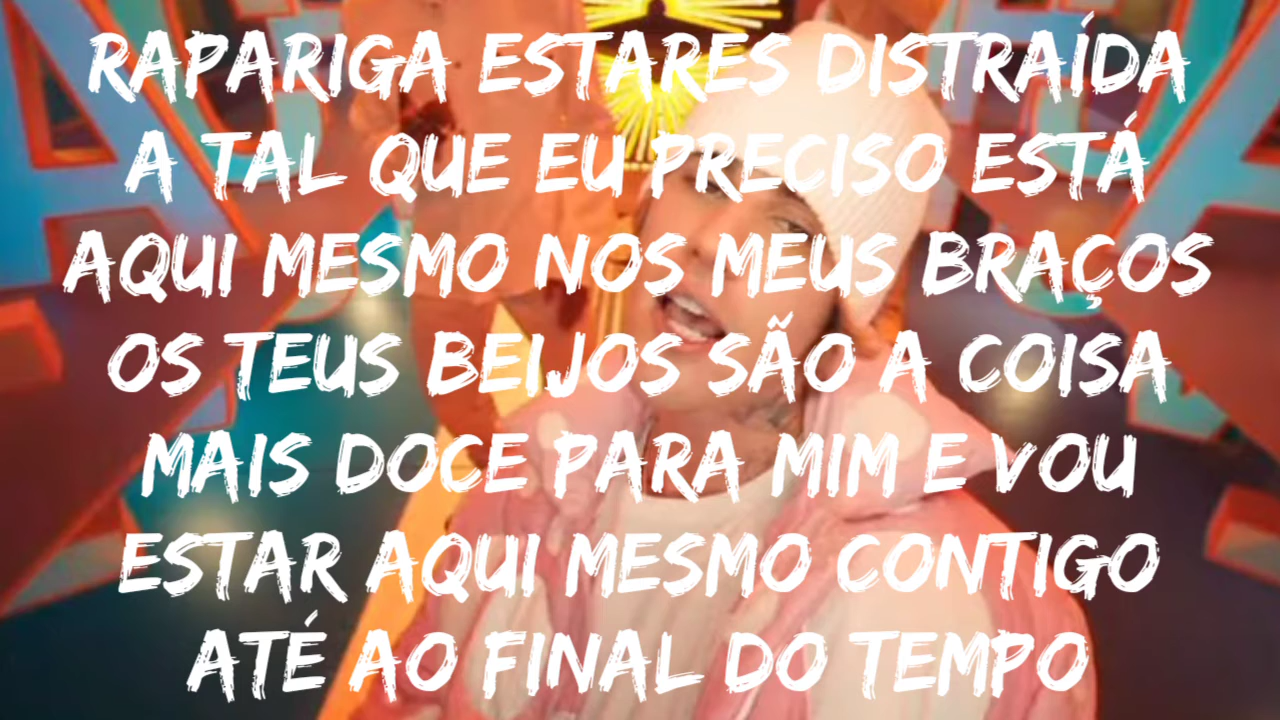 RAPARIGA ESTARES DISTRAÍDA
A TAL QUE EU PRECISO ESTÁ
AQUI MESMO NOS MEUS BRAÇOS
OS TEUS BEIJOS SÃO A COISA
MAIS DOCE PARA MIM E VOU
ESTAR AQUI MESMO CONTIGO
ATÉ AO FINAL DO TEMPO